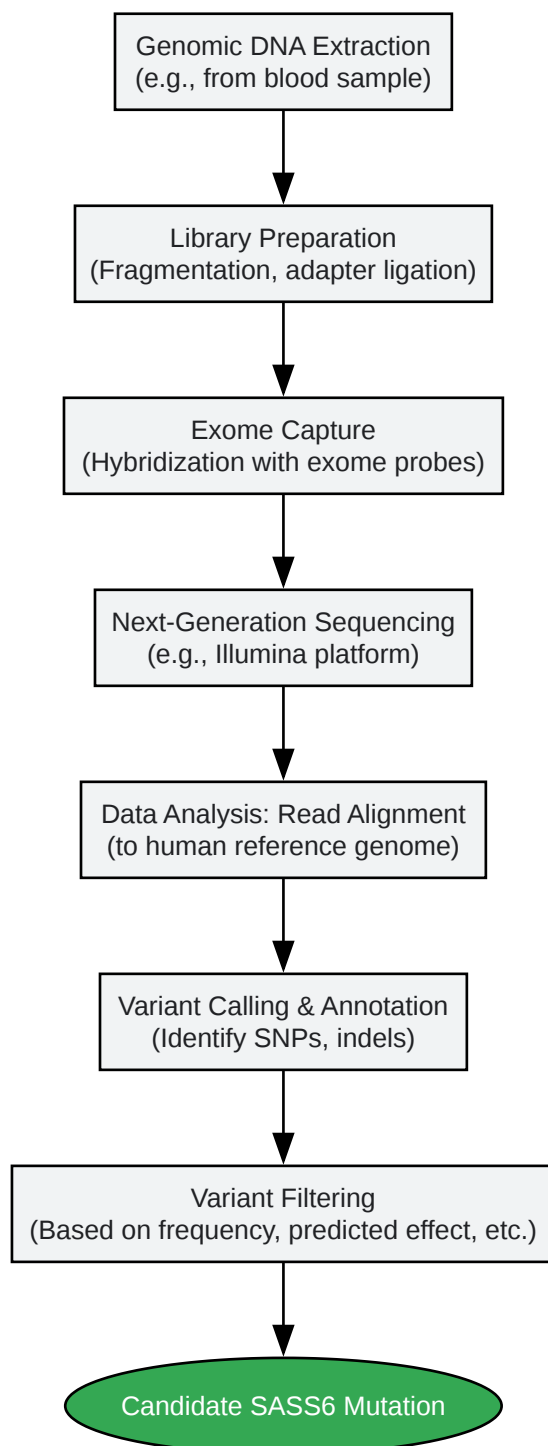 Genomic DNA Extraction
(e.g., from blood sample)
Library Preparation
(Fragmentation, adapter ligation)
Exome Capture
(Hybridization with exome probes)
Next-Generation Sequencing
(e.g., Illumina platform)
Data Analysis: Read Alignment
(to human reference genome)
Variant Calling & Annotation
(Identify SNPs, indels)
Variant Filtering
(Based on frequency, predicted effect, etc.)
Candidate SASS6 Mutation